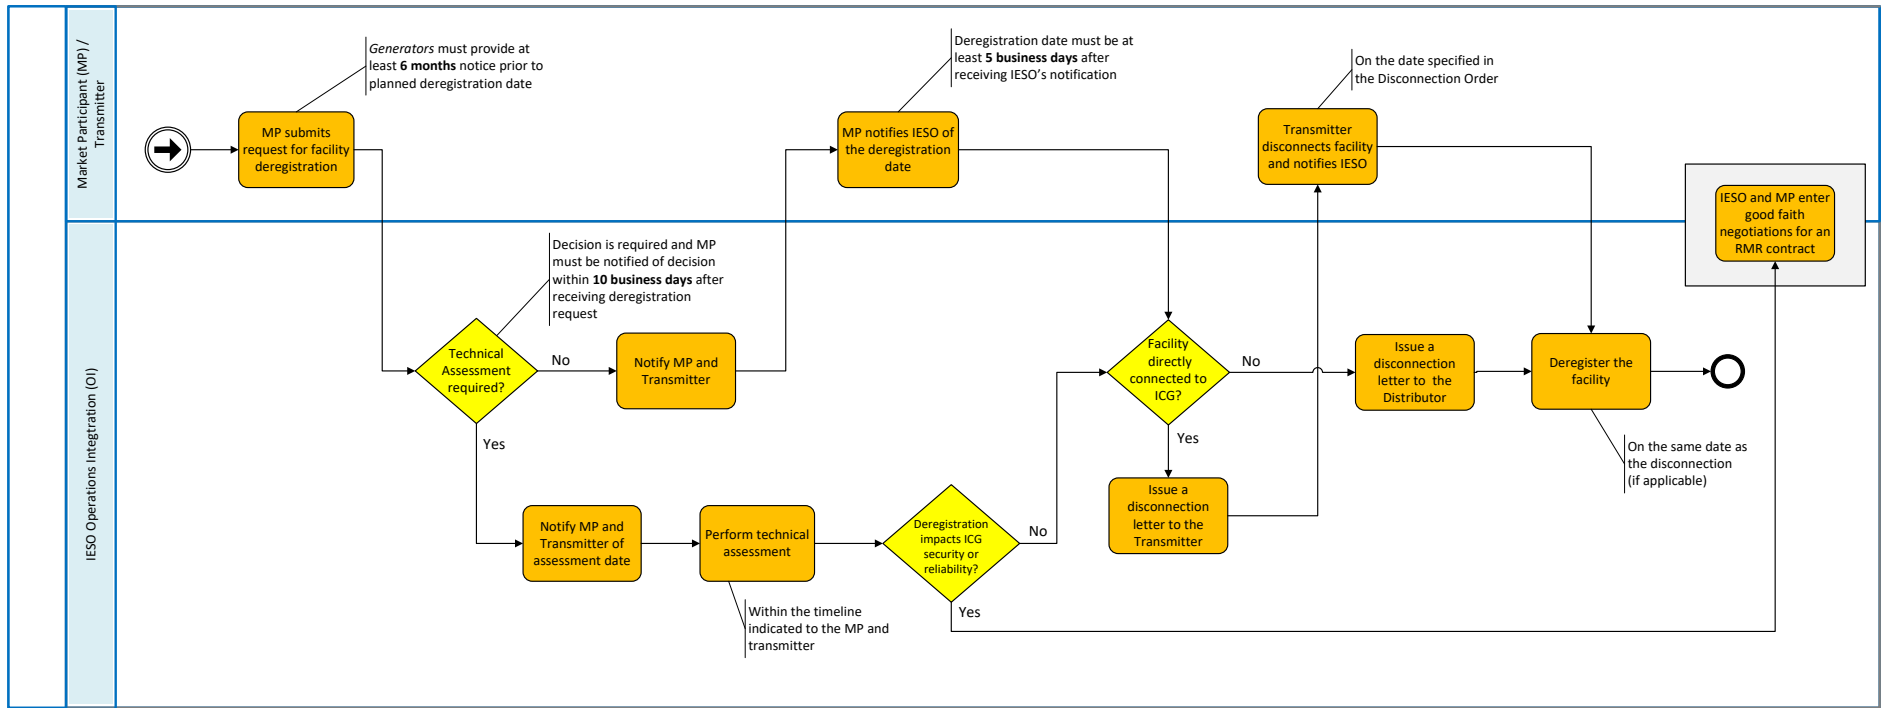 Market Participant (MP) /
Transmitter
Generators must provide at
least 6 months notice prior to
planned deregistration date
MP submits
request for facility
deregistration
Deregistration date must be at
least 5 business days after
receiving IESO's notification
MP notifies IESO of
the deregistration
date
On the date specified in
the Disconnection Order
Transmitter
disconnects facility
and notifies IESO
IESO and MP enter
good faith
negotiations for an
RMR contract
IESO Operations Integtration (OI)
Decision is required and MP
must be notified of decision
within 10 business days after
receiving deregistration
request
Technical
Assessment
required?
No
Notify MP and
Transmitter
Yes
Notify MP and
Transmitter of
assessment date
Perform technical
assessment
Within the timeline
indicated to the MP and
transmitter
Deregistration
impacts ICG
security or
reliability?
No
Yes
Facility
directly
connected to
ICG?
No
Yes
Issue a
disconnection
letter to the
Transmitter
Issue a
disconnection
letter to the
Distributor
Deregister the
facility
On the same date as
the disconnection
(if applicable)